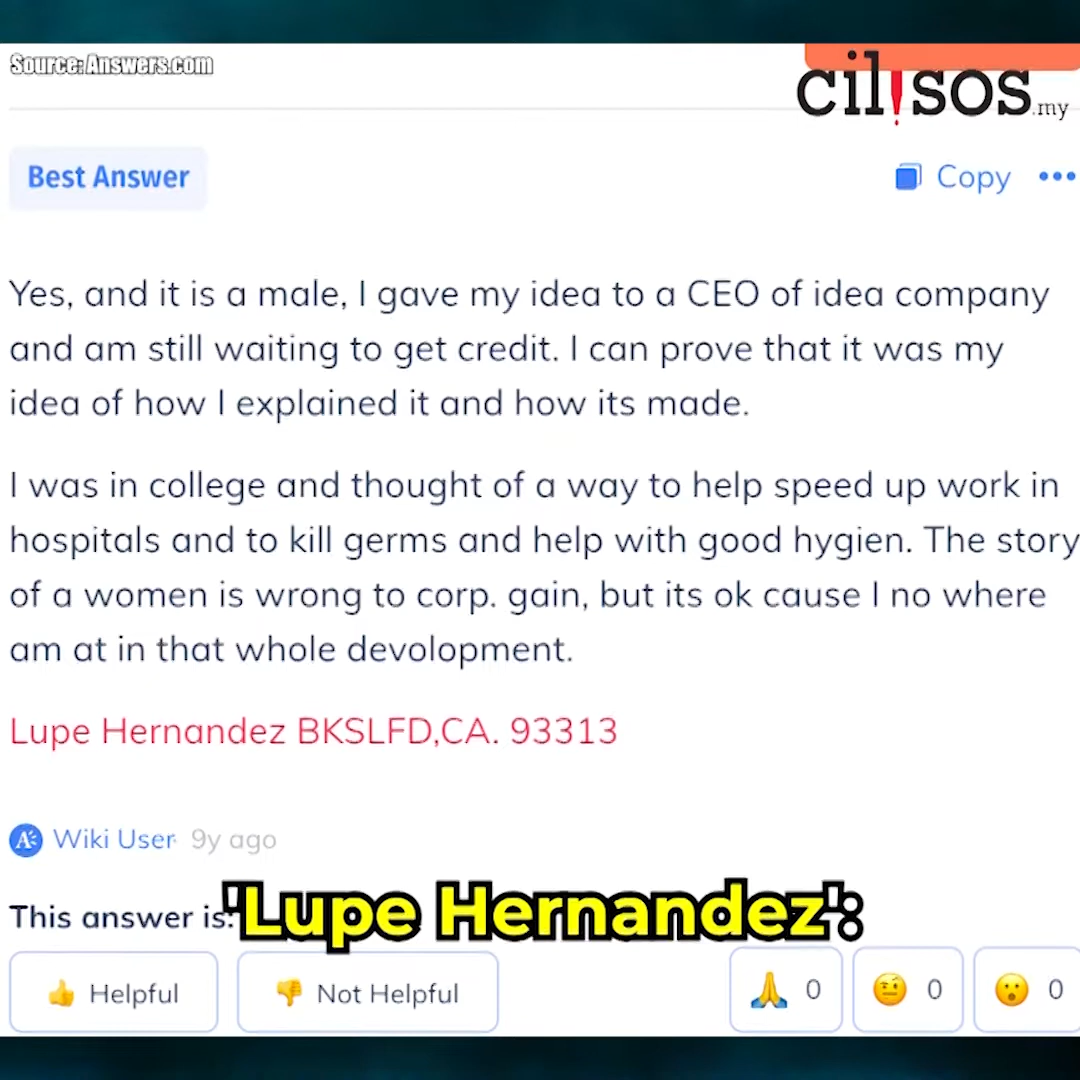 Source: Answers.com
cilisos.my
Best Answer
Copy
Yes, and it is a male, I gave my idea to a CEO of idea company
and am still waiting to get credit. I can prove that it was my
idea of how I explained it and how its made.
I was in college and thought of a way to help speed up work in
hospitals and to kill germs and help with good hygien. The story
of a women is wrong to corp. gain, but its ok cause I no where
am at in that whole devolopment.
Lupe Hernandez BKSLFD,CA. 93313
Wiki User 9y ago
This answer is:
'Lupe Hernandez':
Helpful
Not Helpful
0
0
0